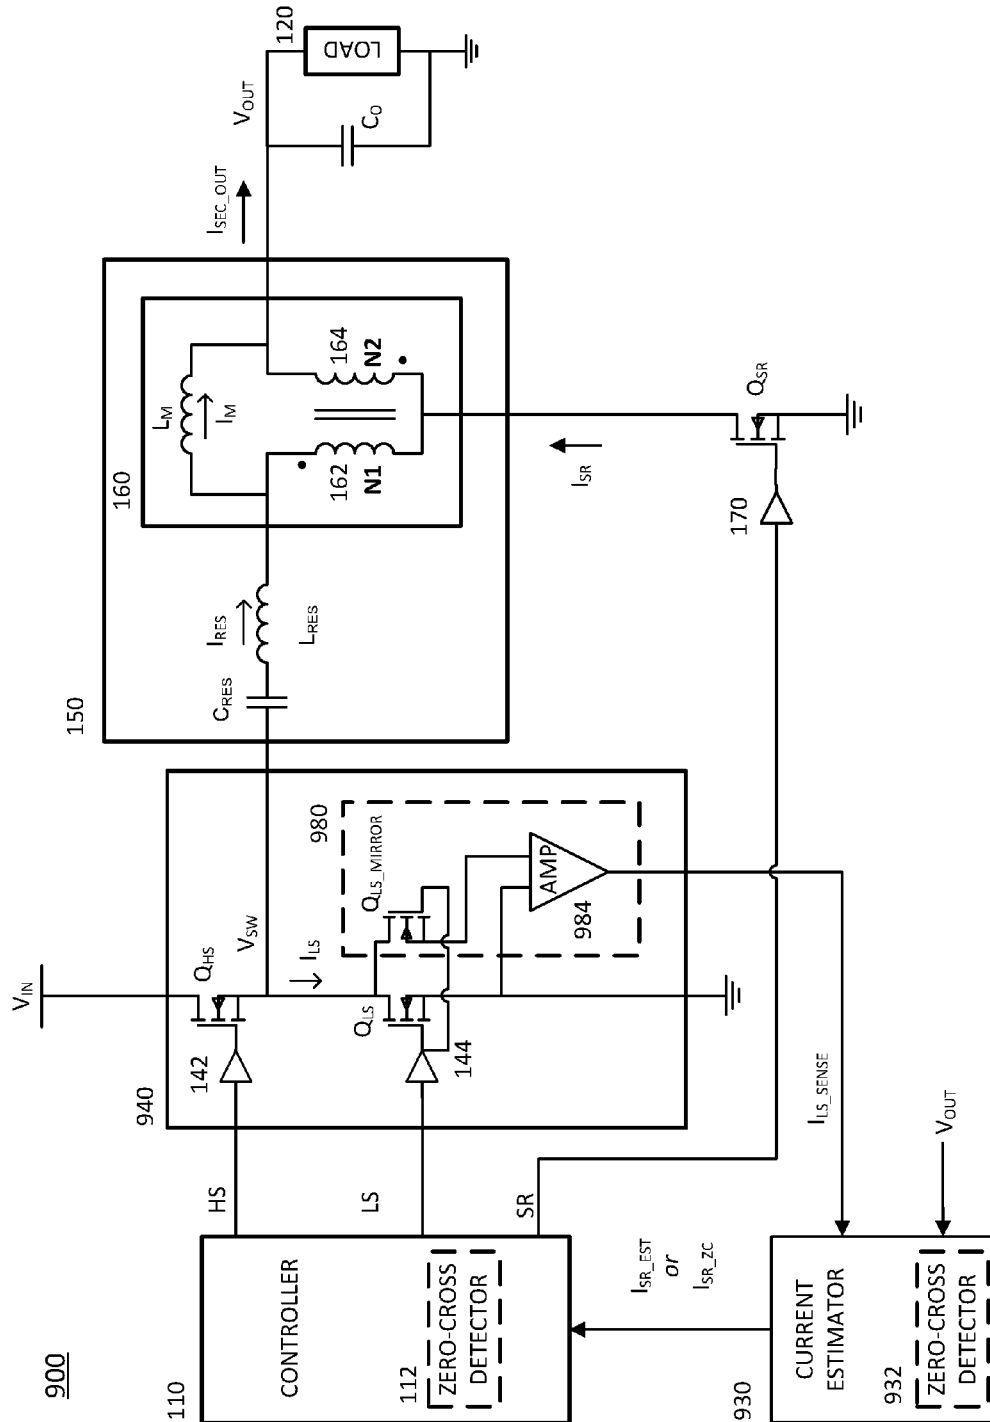 900
110
CONTROLLER
112
ZERO-CROSS
DETECTOR
HS
LS
SR
I_SR_EST
or
I_SR_ZC
930
CURRENT
ESTIMATOR
932
ZERO-CROSS
DETECTOR
V_OUT
I_LS_SENSE
940
V_IN
142
Q_HS
V_SW
I_LS
Q_LS
144
980
Q_LS_MIRROR
AMP
984
150
C_RES
I_RES
L_RES
160
L_M
I_M
162
N1
164
N2
I_SR
170
Q_SR
I_SEC_OUT
V_OUT
C_O
120
LOAD